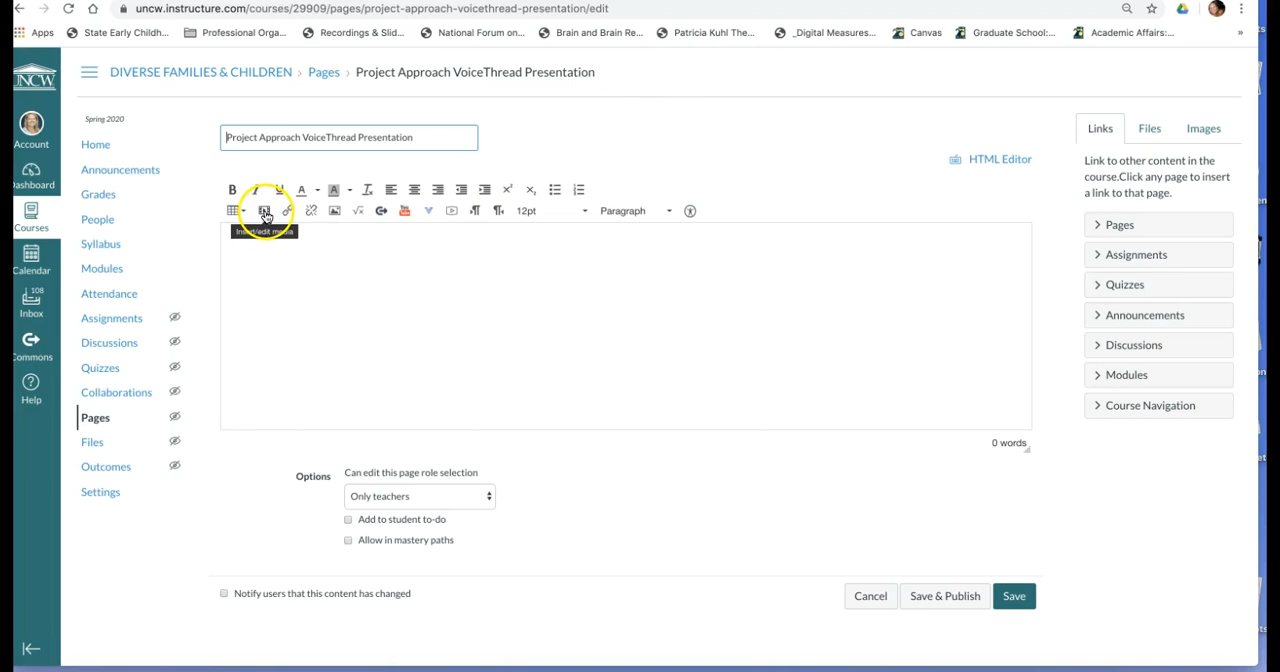 uncw.instructure.com/courses/29909/pages/project-approach-voicethread-presentation/edit
Apps State Early Childh... Professional Orga... Recordings & Slid... National Forum on... Brain and Brain Re... Patricia Kuhl The... _Digital Measures... Canvas Graduate School:... Academic Affairs:... »
UNCW
DIVERSE FAMILIES & CHILDREN › Pages › Project Approach VoiceThread Presentation
Account
Dashboard
Courses
Calendar
108
Inbox
Commons
Help
Spring 2020
Home
Announcements
Grades
People
Syllabus
Modules
Attendance
Assignments
Discussions
Quizzes
Collaborations
Pages
Files
Outcomes
Settings
Project Approach VoiceThread Presentation
HTML Editor
B I U A A
12pt Paragraph
Insert/edit media
0 words
Options
Can edit this page role selection
Only teachers
Add to student to-do
Allow in mastery paths
Notify users that this content has changed
Cancel Save & Publish Save
Links Files Images
Link to other content in the
course.Click any page to insert
a link to that page.
Pages
Assignments
Quizzes
Announcements
Discussions
Modules
Course Navigation